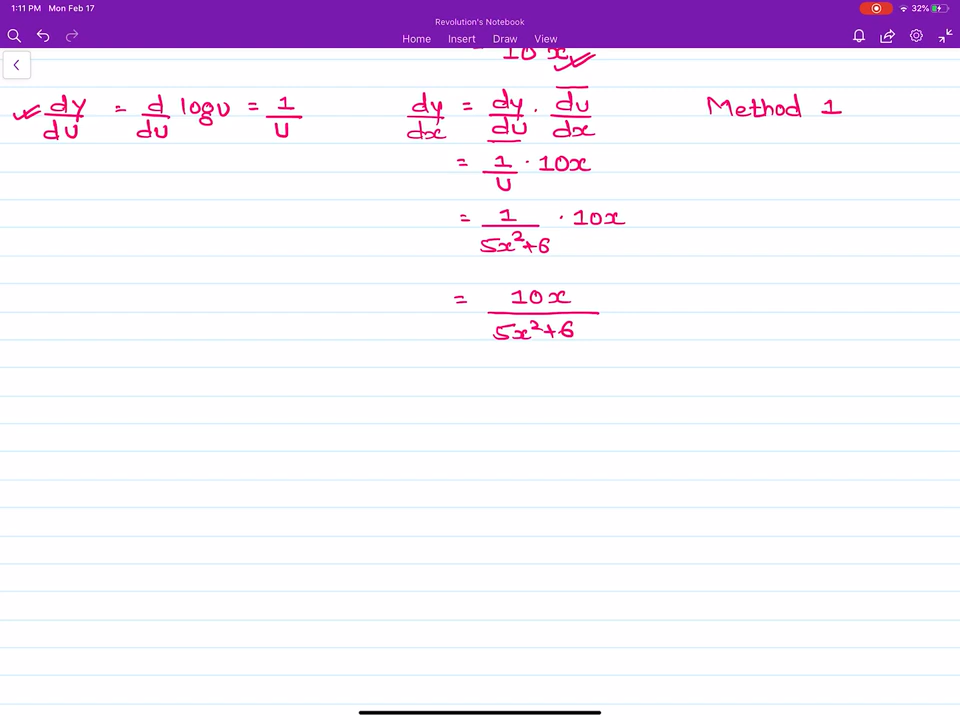 1:11 PM Mon Feb 17
32%
Revolution's Notebook
Home Insert Draw View
10x
dy/du = d/du logu = 1/u
dy/dx = dy/du · du/dx
Method 1
= 1/u · 10x
= 1/5x²+6 · 10x
= 10x/5x²+6